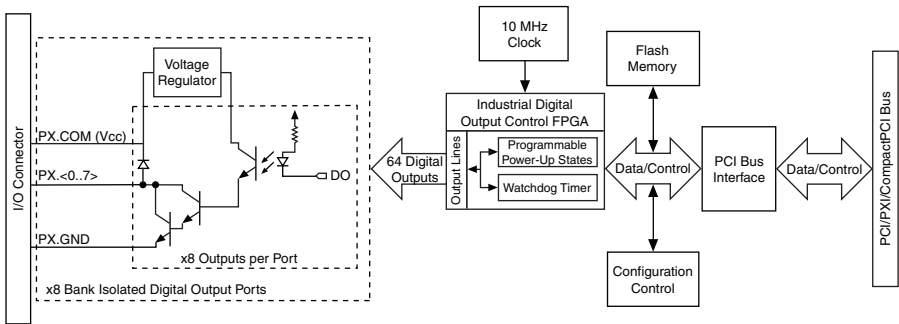 I/O Connector
Voltage
Regulator
PX.COM (Vcc)
PX.<0..7>
PX.GND
DO
x8 Outputs per Port
x8 Bank Isolated Digital Output Ports
64 Digital
Outputs
10 MHz
Clock
Industrial Digital
Output Control FPGA
Output Lines
Programmable
Power-Up States
Watchdog Timer
Flash
Memory
Data/Control
Configuration
Control
PCI Bus
Interface
Data/Control
PCI/PXI/CompactPCI Bus